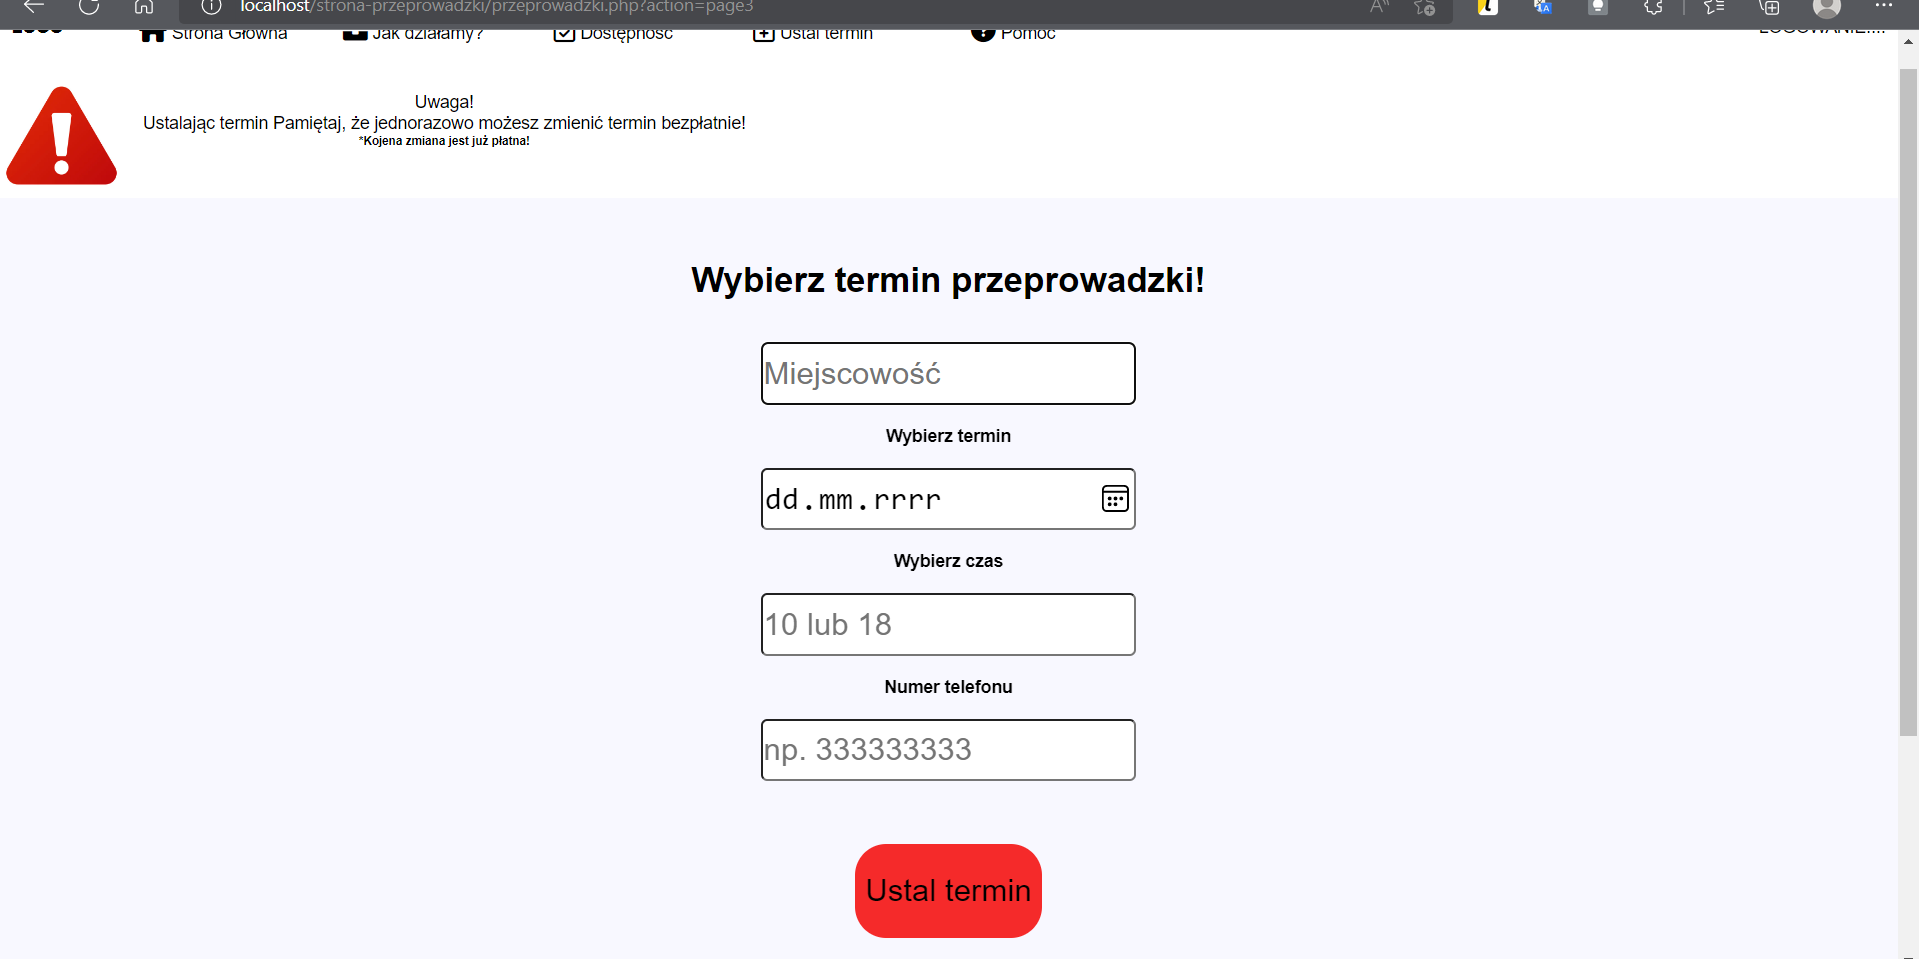 localhost/strona-przeprowadzki/przeprowadzki.php?action=page3
Strona Główna Jak działamy? Dostępność Ustal termin Pomoc
Uwaga!
Ustalając termin Pamiętaj, że jednorazowo możesz zmienić termin bezpłatnie!
*Kojena zmiana jest już płatna!
Wybierz termin przeprowadzki!
Miejscowość
Wybierz termin
dd.mm.rrrr
Wybierz czas
10 lub 18
Numer telefonu
np. 333333333
Ustal termin